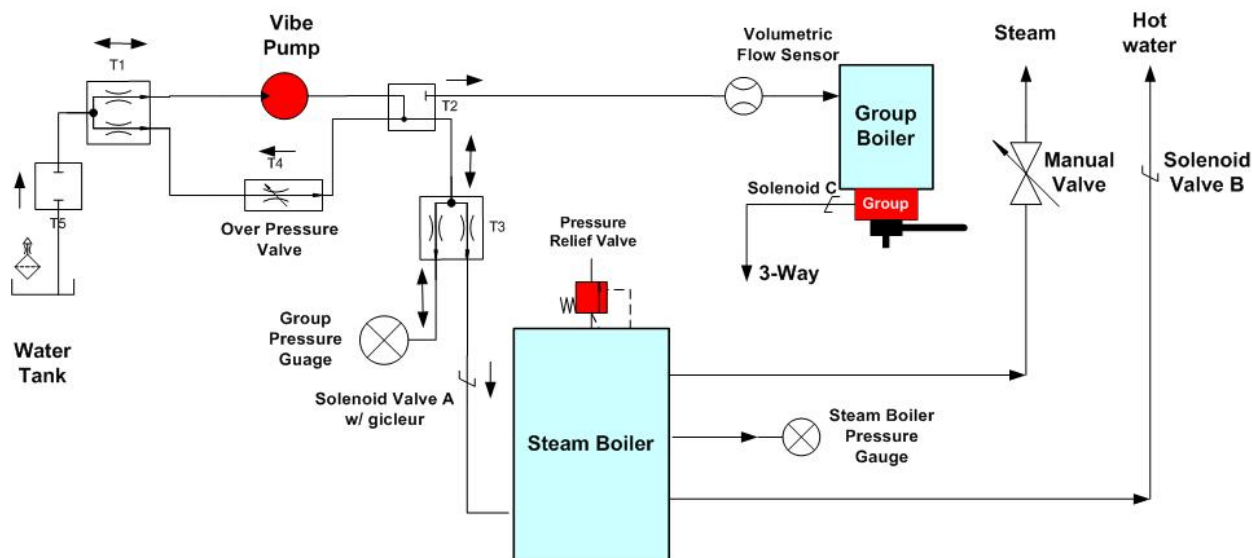 Vibe
Pump
T1
T2
Volumetric
Flow Sensor
Steam
Hot
water
Group
Boiler
Manual
Valve
Solenoid
Valve B
T4
Over Pressure
Valve
T5
T3
Solenoid C
Group
3-Way
Pressure
Relief Valve
Group
Pressure
Guage
Water
Tank
Solenoid Valve A
w/ gicleur
Steam Boiler
Steam Boiler
Pressure
Gauge